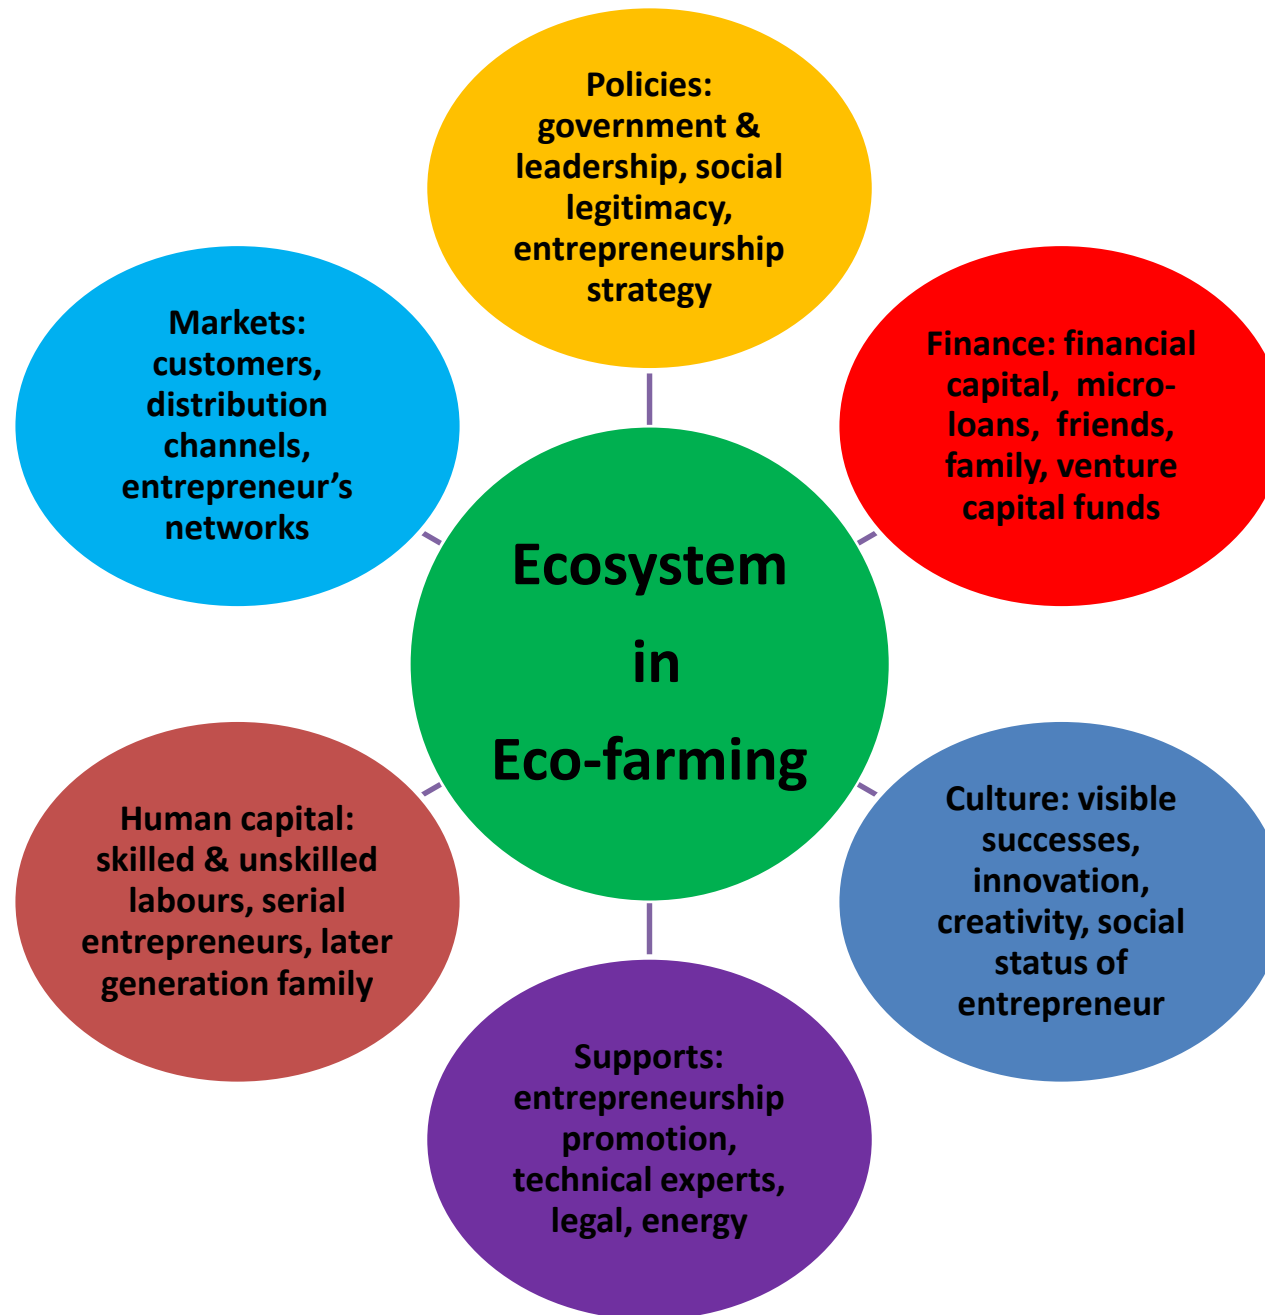 Policies:
government &
leadership, social
legitimacy,
entrepreneurship
strategy
Finance: financial
capital,  micro-
loans,  friends,
family, venture
capital funds
Culture: visible
successes,
innovation,
creativity, social
status of
entrepreneur
Supports:
entrepreneurship
promotion,
technical experts,
legal, energy
Human capital:
skilled & unskilled
labours, serial
entrepreneurs, later
generation family
Markets:
customers,
distribution
channels,
entrepreneur’s
networks
Ecosystem
in
Eco-farming